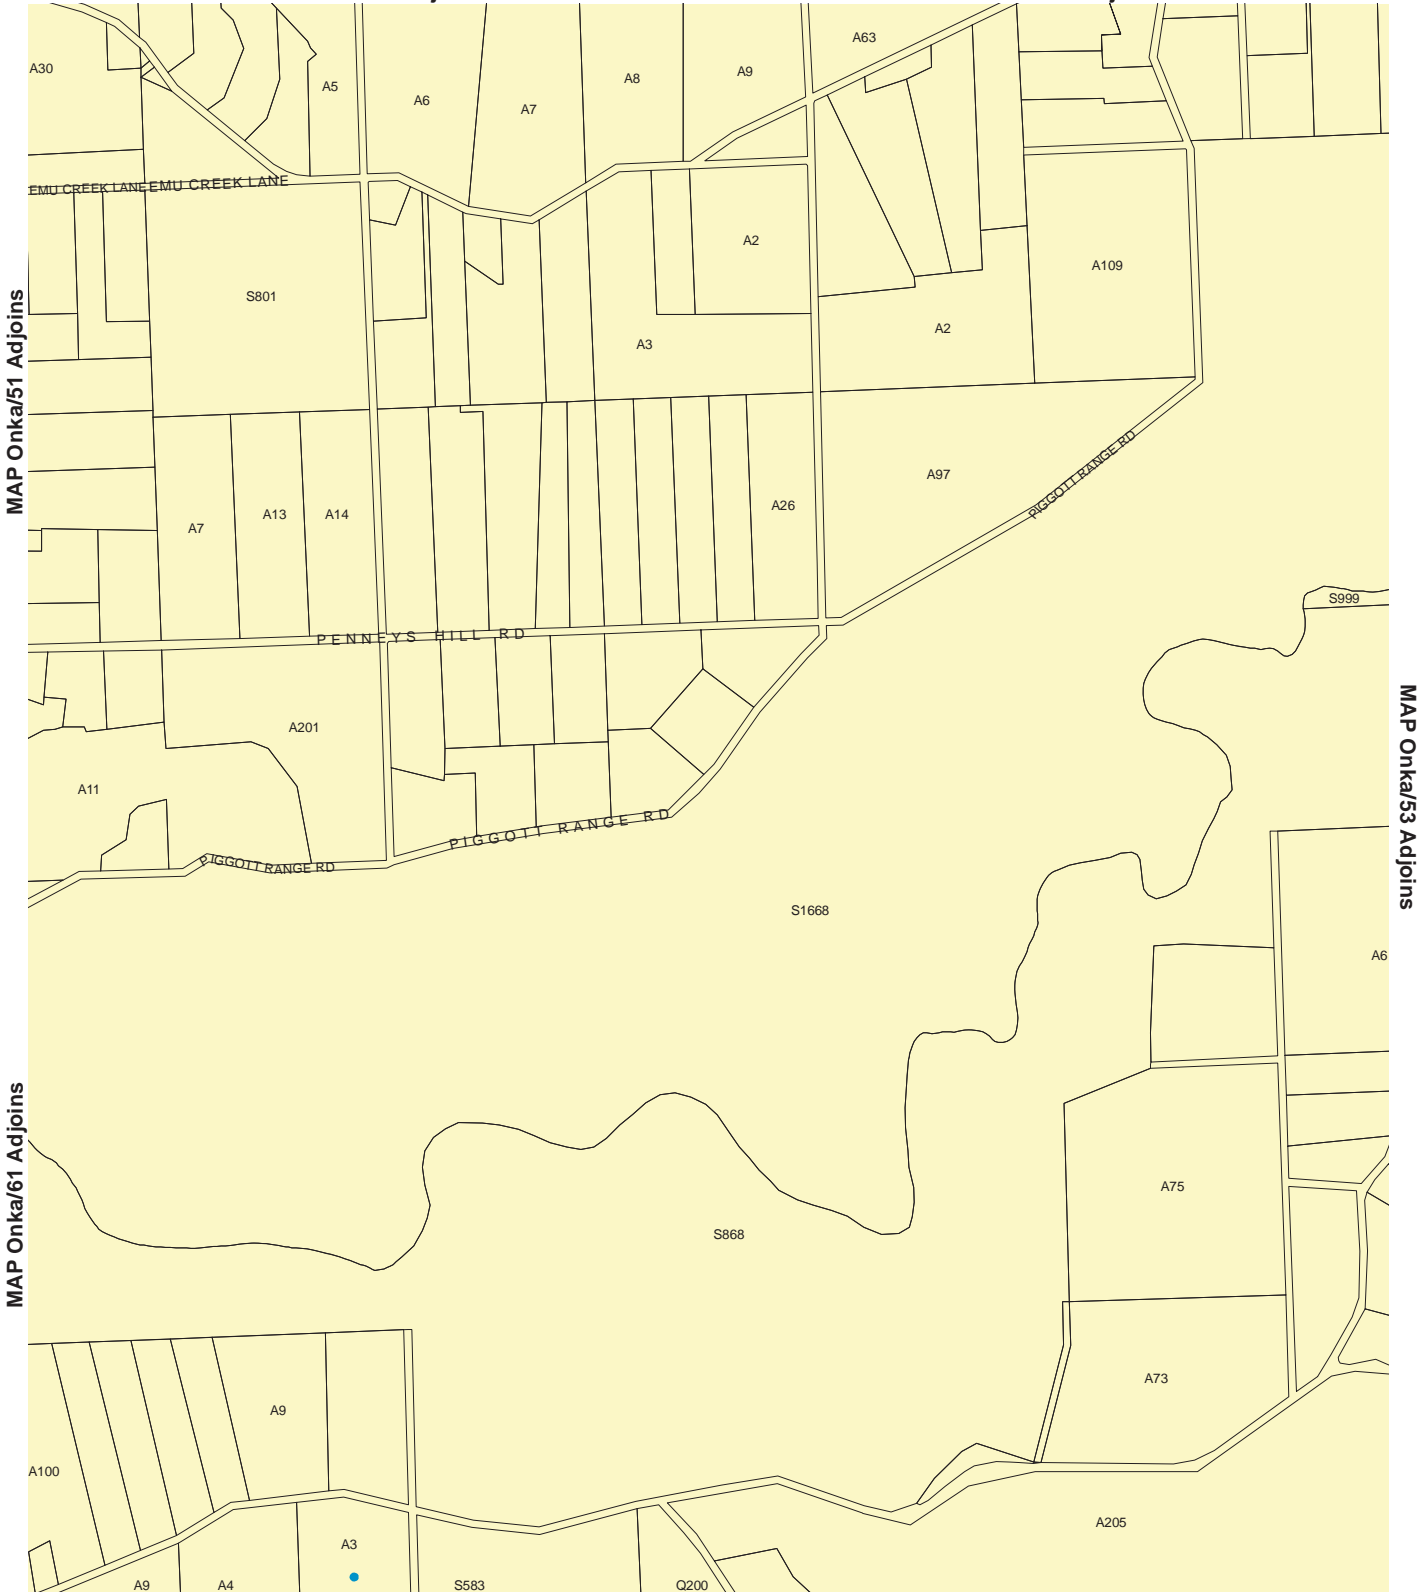 A63
A30
A5
A6
A7
A8
A9
EMU CREEK LANE
EMU CREEK LANE
A2
A109
S801
A2
A3
MAP Onka/51 Adjoins
PIGGOTT RANGE RD
A97
A7
A13
A14
A26
S999
PENNEYS HILL RD
A201
A11
MAP Onka/53 Adjoins
PIGGOTT RANGE RD
PIGGOTT RANGE RD
S1668
A6
MAP Onka/61 Adjoins
A75
S868
A73
A9
A100
A205
A3
A9
A4
S583
Q200